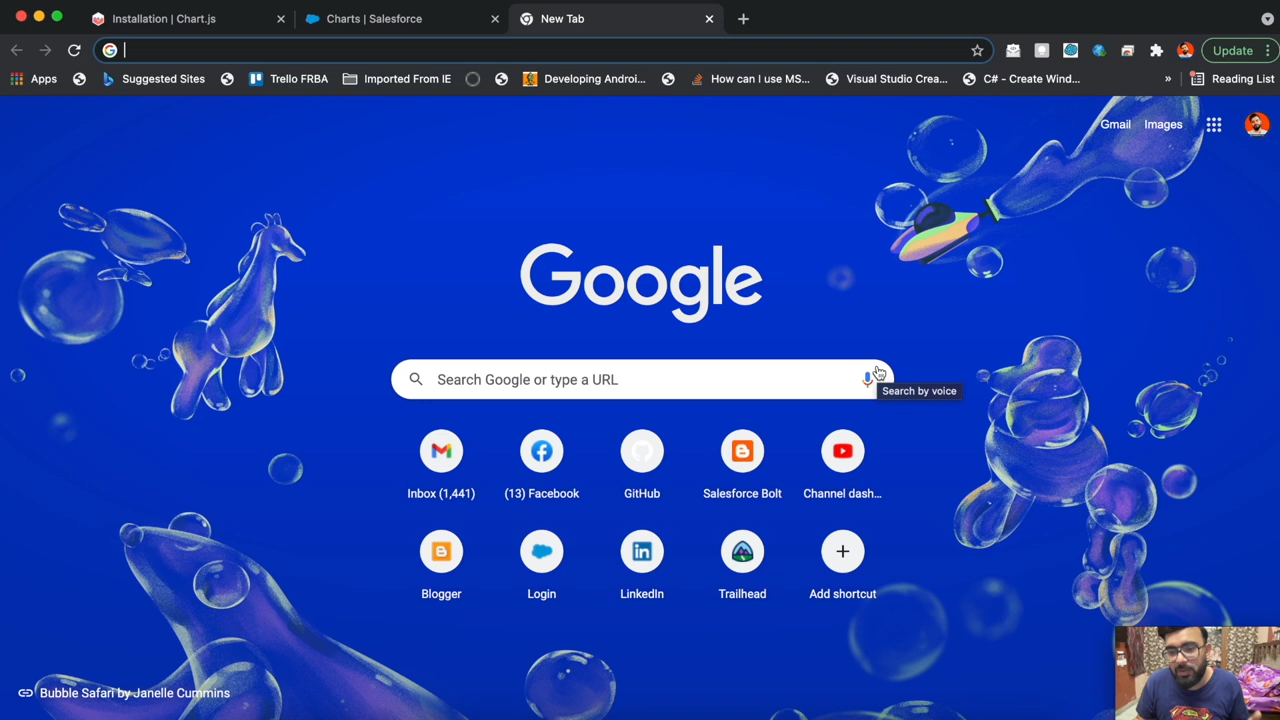 Installation | Chart.js
Charts | Salesforce
New Tab
Update
Apps
Suggested Sites
Trello FRBA
Imported From IE
Developing Androi...
How can I use MS...
Visual Studio Crea...
C# - Create Wind...
»
Reading List
Gmail
Images
Google
Search Google or type a URL
Search by voice
Inbox (1,441)
(13) Facebook
GitHub
Salesforce Bolt
Channel dash...
Blogger
Login
LinkedIn
Trailhead
Add shortcut
Bubble Safari by Janelle Cummins